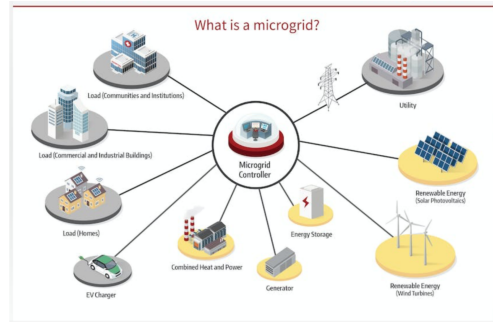 What is a microgrid?
Load (Communities and Institutions)
Utility
Load (Commercial and Industrial Buildings)
Microgrid
Controller
Renewable Energy
(Solar Photovoltaics)
Load (Homes)
Energy Storage
Combined Heat and Power
Generator
Renewable Energy
(Wind Turbines)
EV Charger